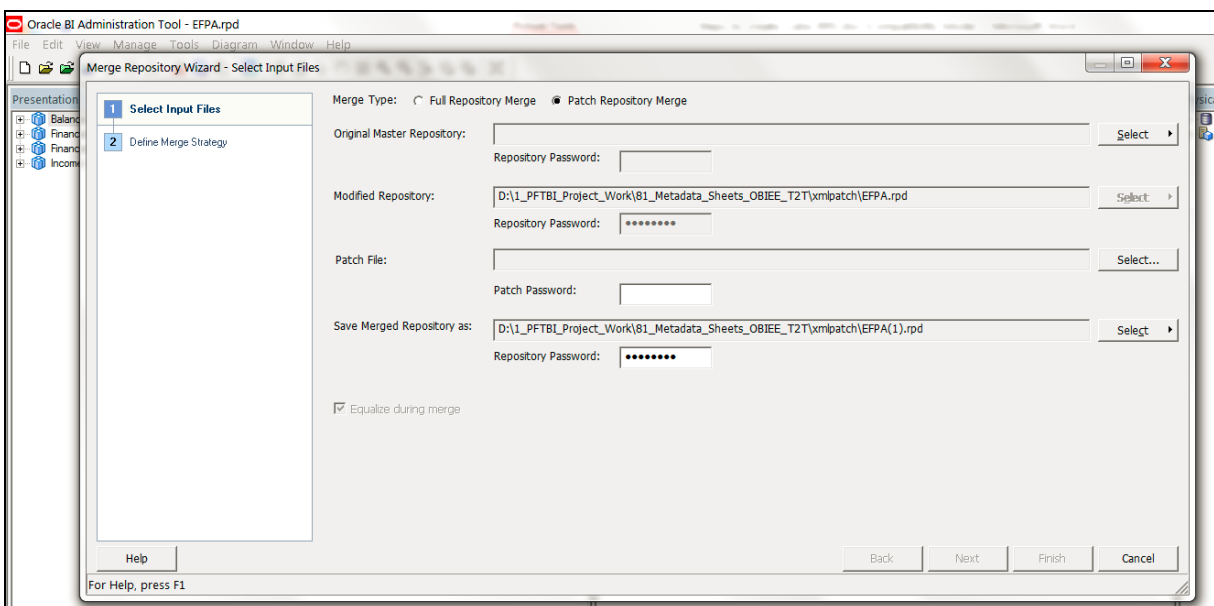 Oracle BI Administration Tool - EFPA.rpd
File Edit View Manage Tools Diagram Window Help
Merge Repository Wizard - Select Input Files
Presentation
Balanc
Financ
Financ
Income
1 Select Input Files
2 Define Merge Strategy
Merge Type: Full Repository Merge Patch Repository Merge
Original Master Repository: Select
Repository Password:
Modified Repository: D:\1_PFTBI_Project_Work\81_Metadata_Sheets_OBIEE_T2T\xmlpatch\EFPA.rpd Select
Repository Password: ••••••••
Patch File: Select...
Patch Password:
Save Merged Repository as: D:\1_PFTBI_Project_Work\81_Metadata_Sheets_OBIEE_T2T\xmlpatch\EFPA(1).rpd Select
Repository Password: ••••••••
Equalize during merge
Help Back Next Finish Cancel
For Help, press F1